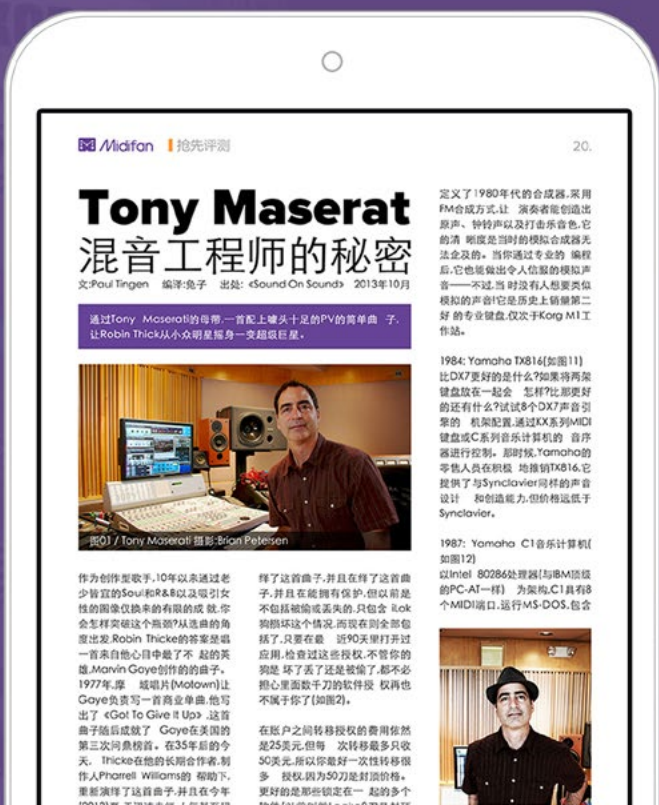 Midifan
抢先评测
20.
Tony Maserat
混音工程师的秘密
文:Paul Tingen 编译:兔子 出处:《Sound On Sound》 2013年10月
通过Tony Maserati的母带,一首配上噱头十足的PV的简单曲 子,
让Robin Thick从小众明星摇身一变超级巨星。
图01 / Tony Maserati 摄影:Brian Petersen
作为创作型歌手,10年以来通过老
少皆宜的Soul和R&B以及吸引女
性的图像仅换来的有限的成 就,你
会怎样突破这个瓶颈?从选曲的角
度出发,Robin Thicke的答案是唱
一首来自他心目中最了不 起的英
雄,Marvin Gaye创作的的曲子。
1977年,摩 城唱片(Motown)让
Gaye负责写一首商业单曲,他写
出了《Got To Give It Up》,这首
曲子随后成就了 Gaye在美国的
第三次问鼎榜首。在35年后的今
天, Thicke在他的长期合作者,制
作人Pharrell Williams的 帮助下,
重新演绎了这首曲子,并且在今年
绎了这首曲子,并且在绎了这首曲
子,并且在能拥有保护,但以前是
不包括被偷或丢失的,只包含 iLok
狗损坏这个情况,而现在则全部包
括了,只要在最 近90天里打开过
应用,检查过这些授权,不管你的
狗是 坏了丢了还是被偷了,都不必
担心里面数千刀的软件授 权再也
不属于你了(如图2)。
在账户之间转移授权的费用依然
是25美元,但每 次转移最多只收
50美元,所以你最好一次性转移很
多 授权,因为50刀是封顶价格。
更好的是那些锁定在一 起的多个
定义了1980年代的合成器,采用
FM合成方式,让 演奏者能创造出
原声、钟铃声以及打击乐音色,它
的清 晰度是当时的模拟合成器无
法企及的。当你通过专业的 编程
后,它也能做出令人信服的模拟声
音——不过,当 时没有人想要类似
模拟的声音!它是历史上销量第二
好 的专业键盘,仅次于Korg M1工
作站。
1984: Yamaha TX816(如图11)
比DX7更好的是什么?如果将两架
键盘放在一起会 怎样?比那更好
的还有什么?试试8个DX7声音引
擎的 机架配置,通过KX系列MIDI
键盘或C系列音乐计算机的 音序
器进行控制。那时候,Yamaha的
零售人员在积极 地推销TX816,它
提供了与Synclavier同样的声音
设计 和创造能力,但价格远低于
Synclavier。
1987: Yamaha C1音乐计算机(
如图12)
以Intel 80286处理器(与IBM顶级
的PC-AT一样) 为架构,C1具有8
个MIDI端口,运行MS-DOS,包含